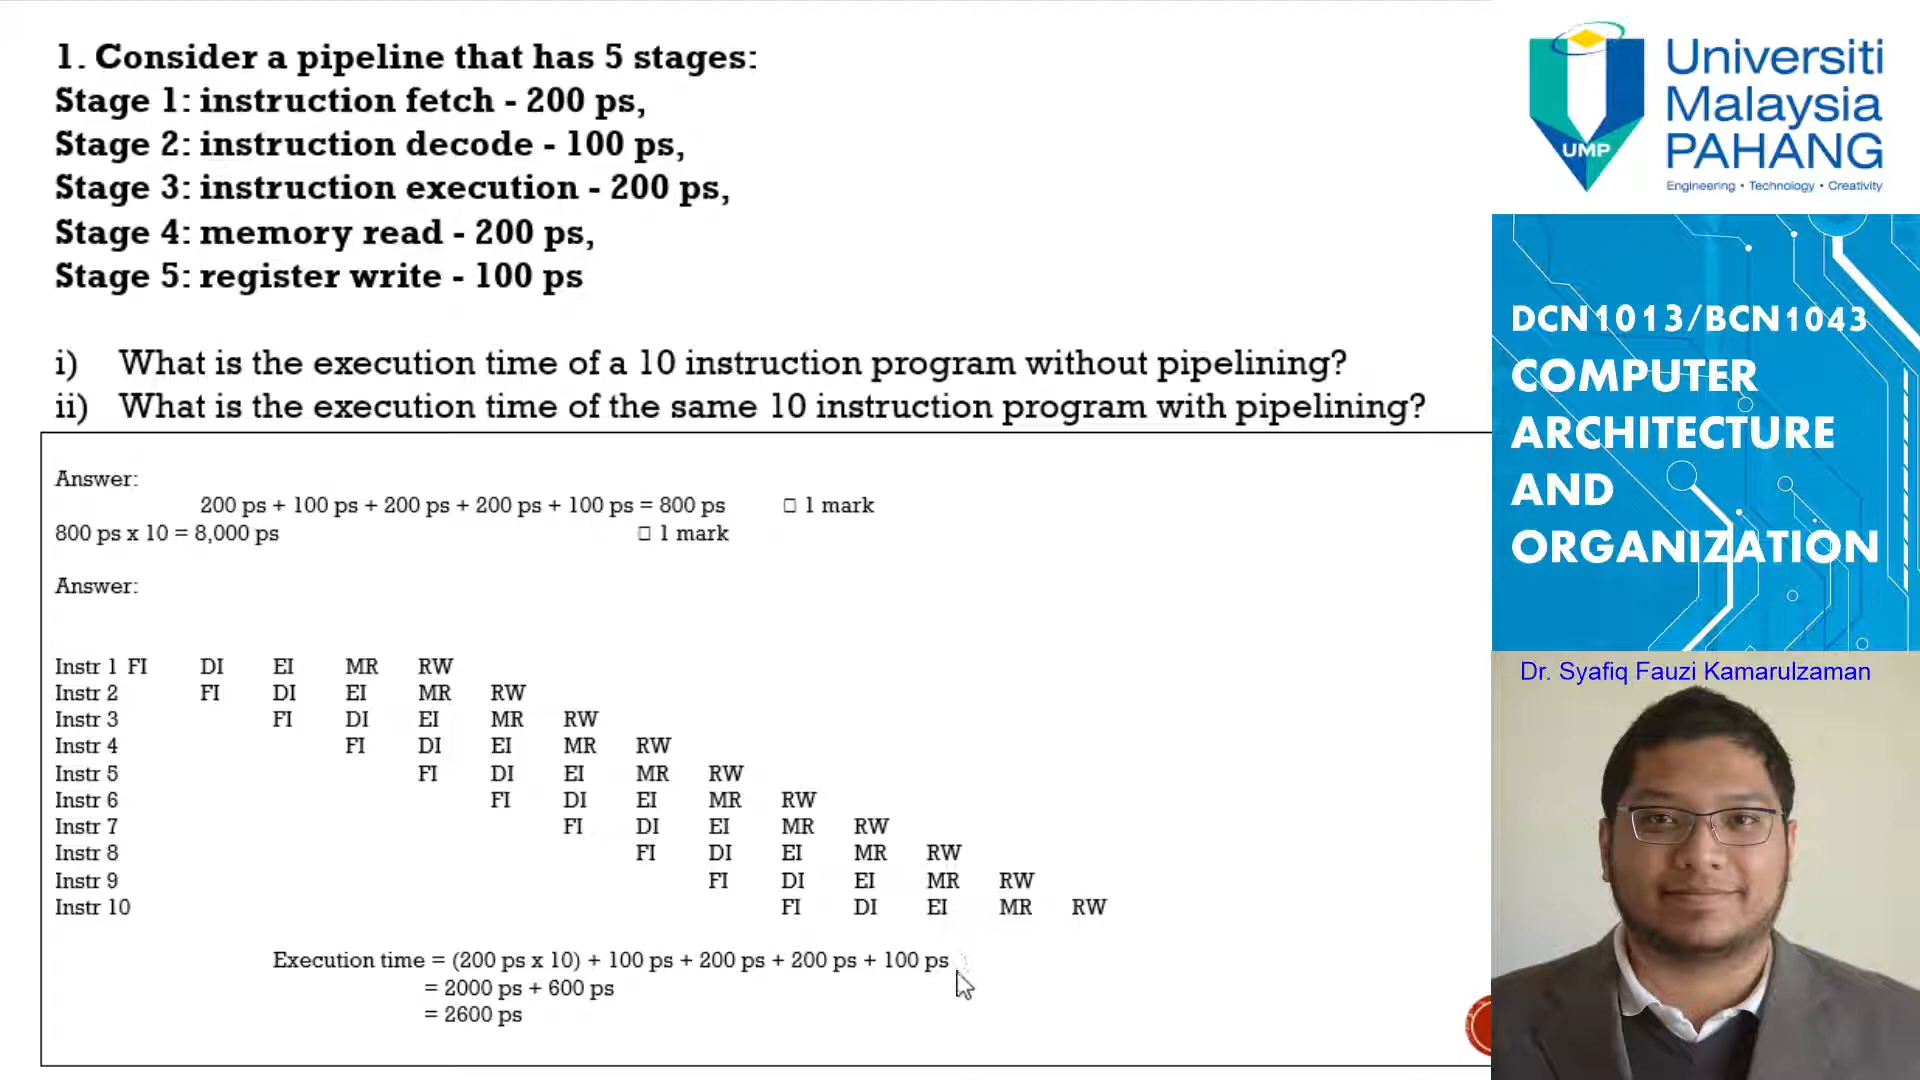 1. Consider a pipeline that has 5 stages:
Stage 1: instruction fetch - 200 ps,
Stage 2: instruction decode - 100 ps,
Stage 3: instruction execution - 200 ps,
Stage 4: memory read - 200 ps,
Stage 5: register write - 100 ps
i) What is the execution time of a 10 instruction program without pipelining?
ii) What is the execution time of the same 10 instruction program with pipelining?
Answer:
200 ps + 100 ps + 200 ps + 200 ps + 100 ps = 800 ps □ 1 mark
800 ps x 10 = 8,000 ps □ 1 mark
Answer:
Instr 1 FI DI EI MR RW
Instr 2 FI DI EI MR RW
Instr 3 FI DI EI MR RW
Instr 4 FI DI EI MR RW
Instr 5 FI DI EI MR RW
Instr 6 FI DI EI MR RW
Instr 7 FI DI EI MR RW
Instr 8 FI DI EI MR RW
Instr 9 FI DI EI MR RW
Instr 10 FI DI EI MR RW
Execution time = (200 ps x 10) + 100 ps + 200 ps + 200 ps + 100 ps
= 2000 ps + 600 ps
= 2600 ps
UMP
Universiti
Malaysia
PAHANG
Engineering • Technology • Creativity
DCN1013/BCN1043
COMPUTER
ARCHITECTURE
AND
ORGANIZATION
Dr. Syafiq Fauzi Kamarulzaman